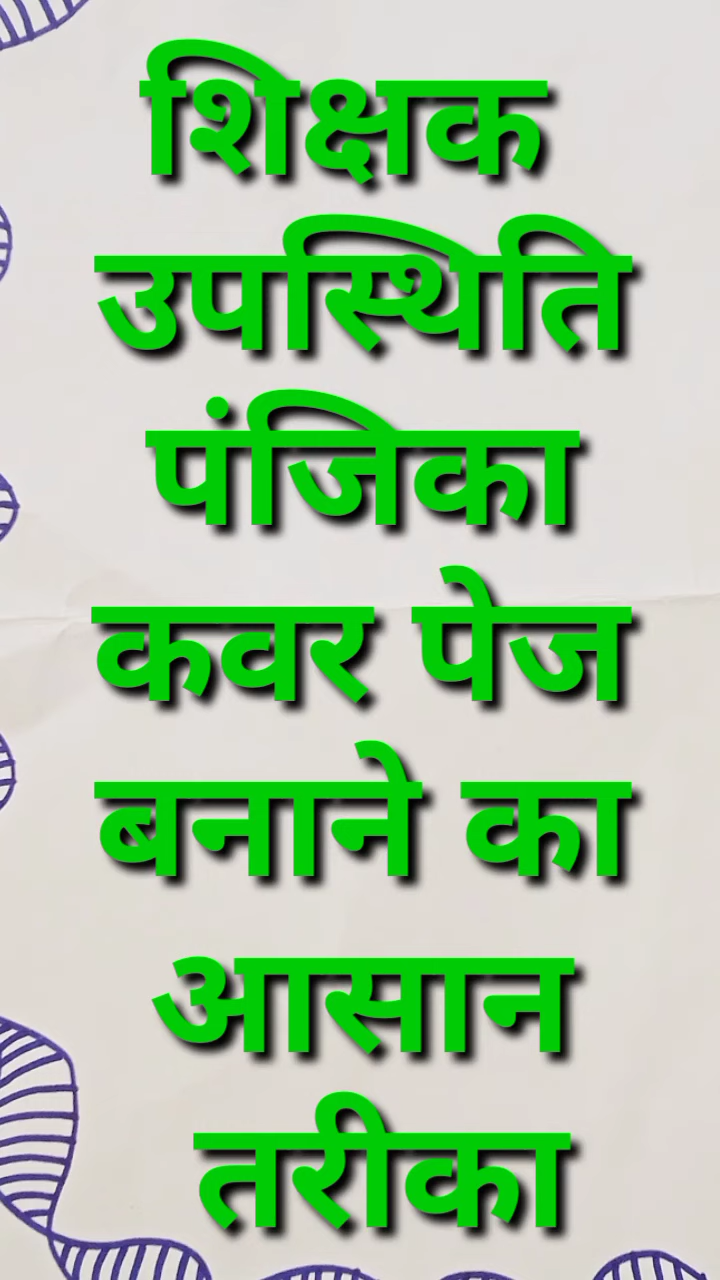 शिक्षक
उपस्थिति
पंजिका
कवर पेज
बनाने का
आसान
तरीका